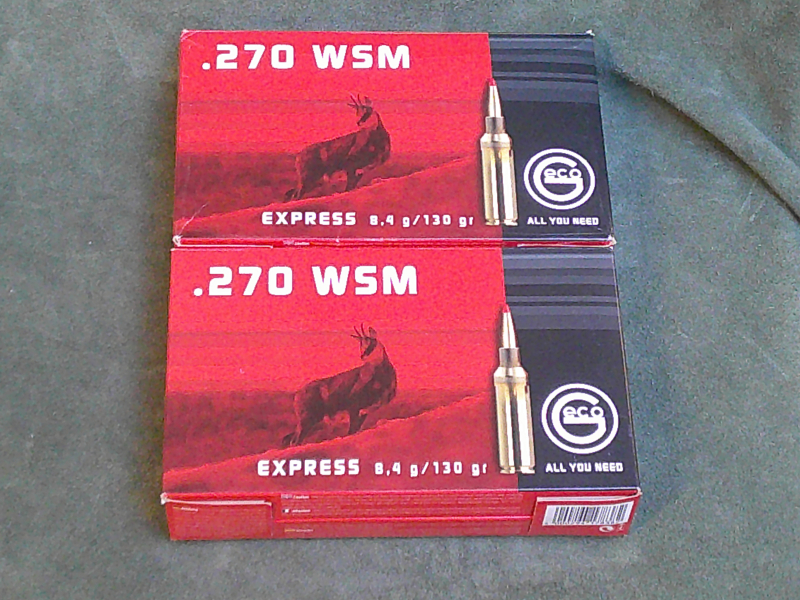 .270 WSM
Geco
EXPRESS 8,4 g/130 gr
ALL YOU NEED
.270 WSM
Geco
EXPRESS 8,4 g/130 gr
ALL YOU NEED